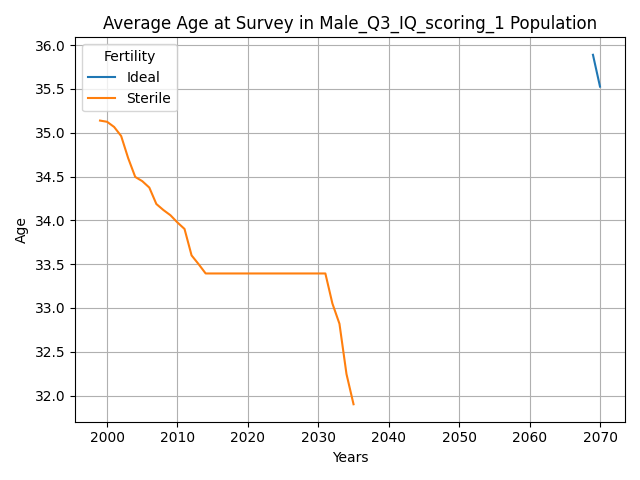 Average Age at Survey in Male_Q3_IQ_scoring_1 Population
Fertility
Ideal
Sterile
36.0
35.5
35.0
34.5
34.0
33.5
33.0
32.5
32.0
Age
2000 2010 2020 2030 2040 2050 2060 2070
Years